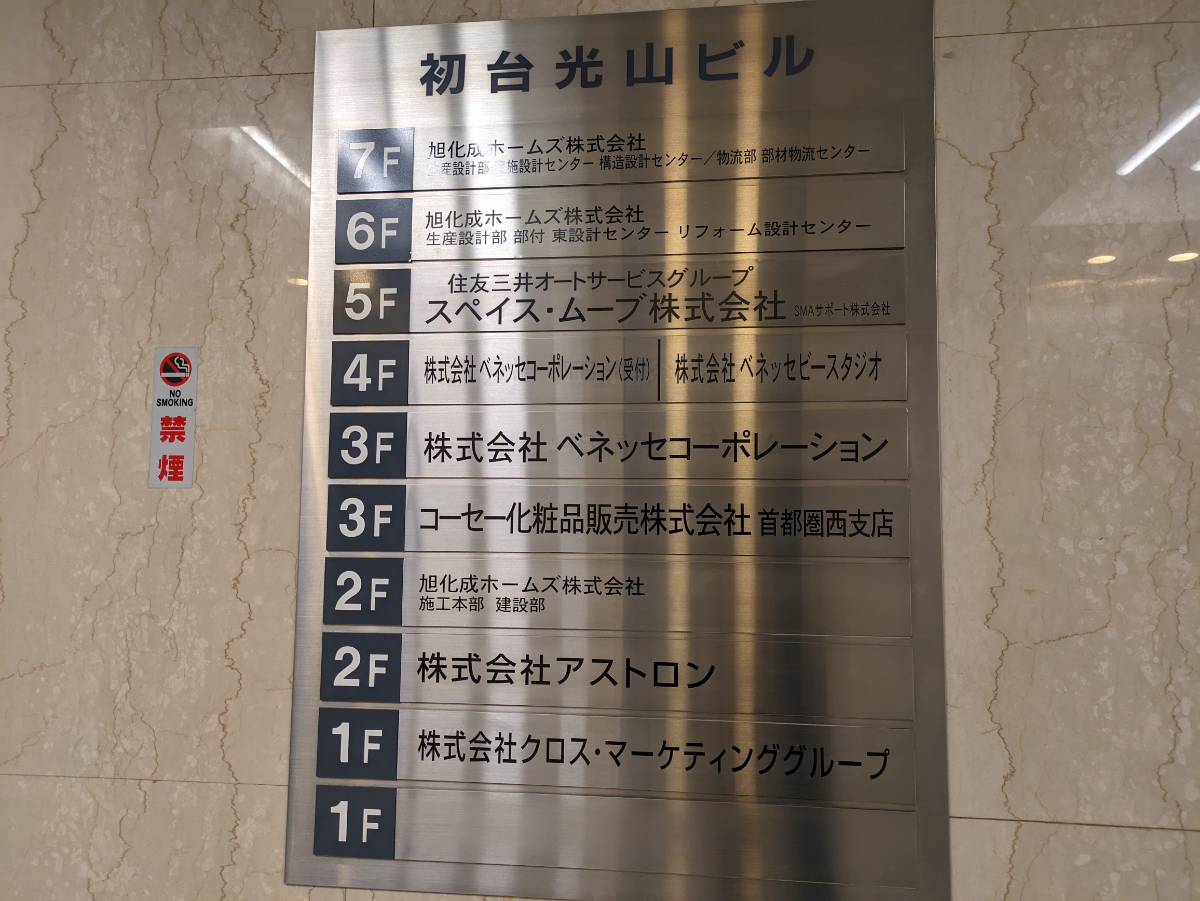 初台光山ビル
7F
旭化成ホームズ株式会社
産設計部 実施設計センター 構造設計センター／物流部 部材物流センター
6F
旭化成ホームズ株式会社
生産設計部 部付 東設計センター リフォーム設計センター
5F
住友三井オートサービスグループ
スペイス・ムーブ株式会社 SMAサポート株式会社
4F
株式会社 ベネッセコーポレーション(受付) 株式会社 ベネッセビースタジオ
3F
株式会社 ベネッセコーポレーション
3F
コーセー化粧品販売株式会社 首都圏西支店
2F
旭化成ホームズ株式会社
施工本部 建設部
2F
株式会社アストロン
1F
株式会社クロス・マーケティンググループ
1F
NO
SMOKING
禁
煙